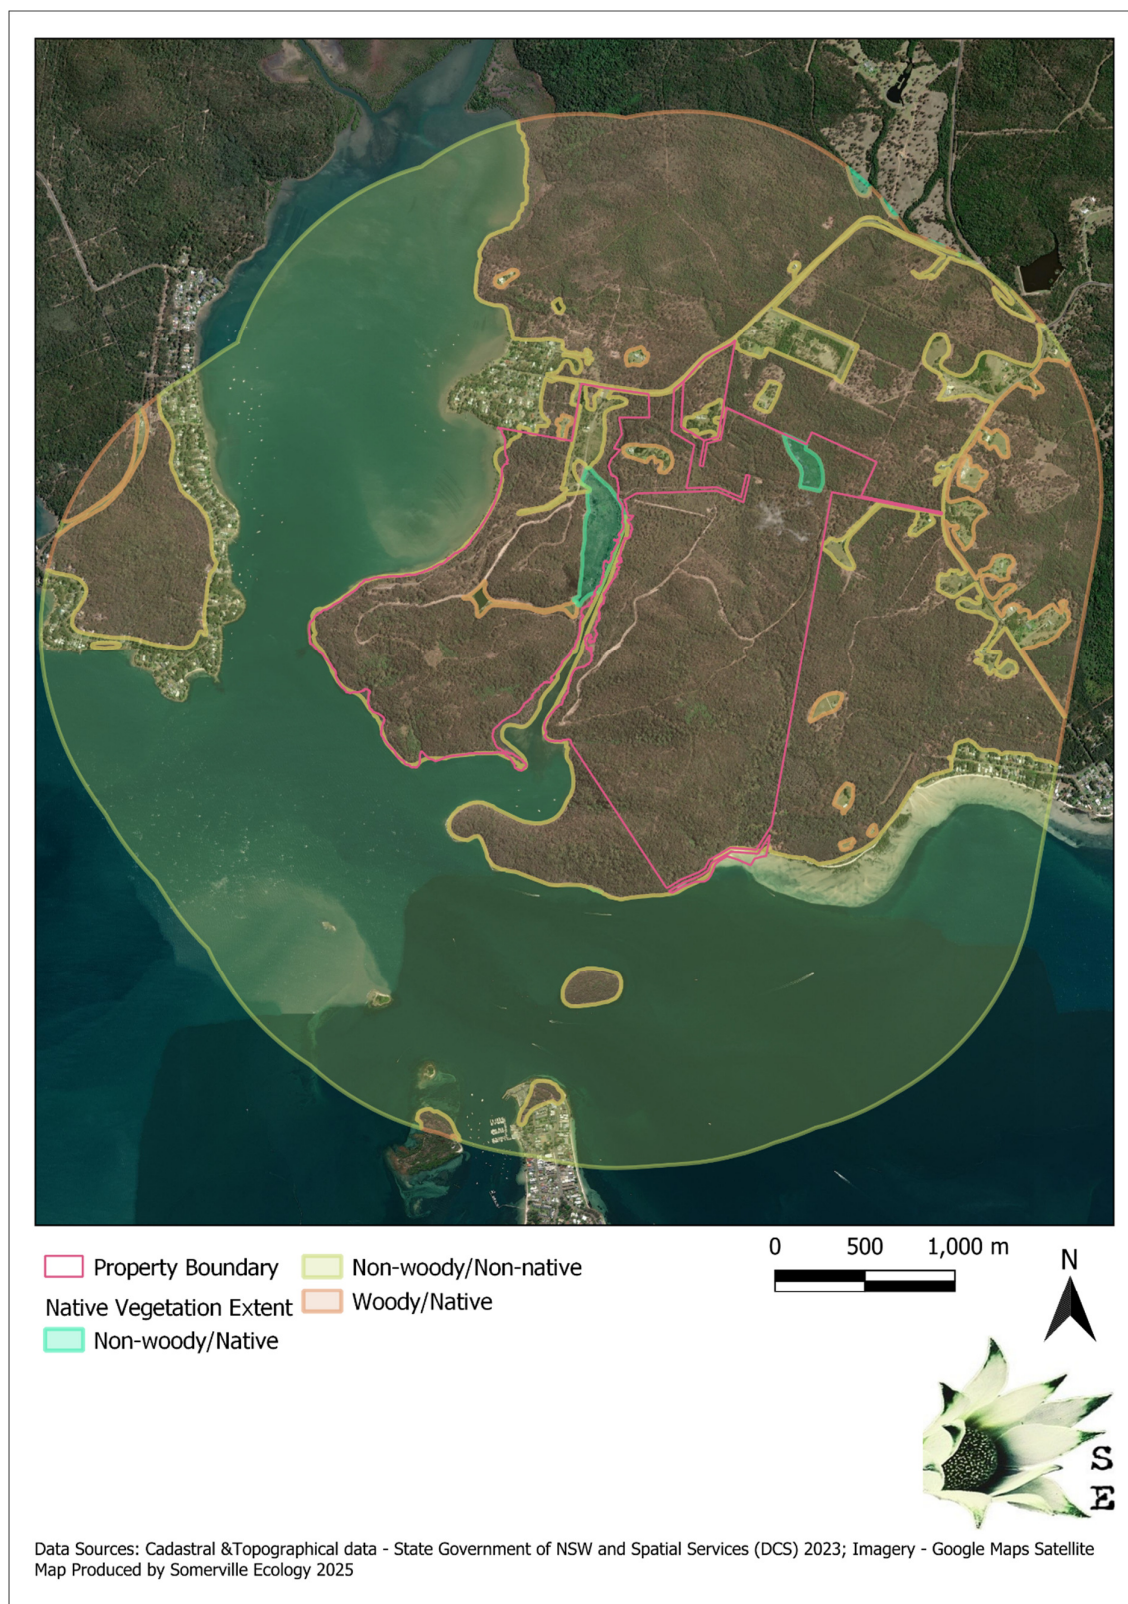 0 500 1,000 m
N
Property Boundary
Non-woody/Non-native
Native Vegetation Extent
Woody/Native
Non-woody/Native
S
E
Data Sources: Cadastral &Topographical data - State Government of NSW and Spatial Services (DCS) 2023; Imagery - Google Maps Satellite
Map Produced by Somerville Ecology 2025